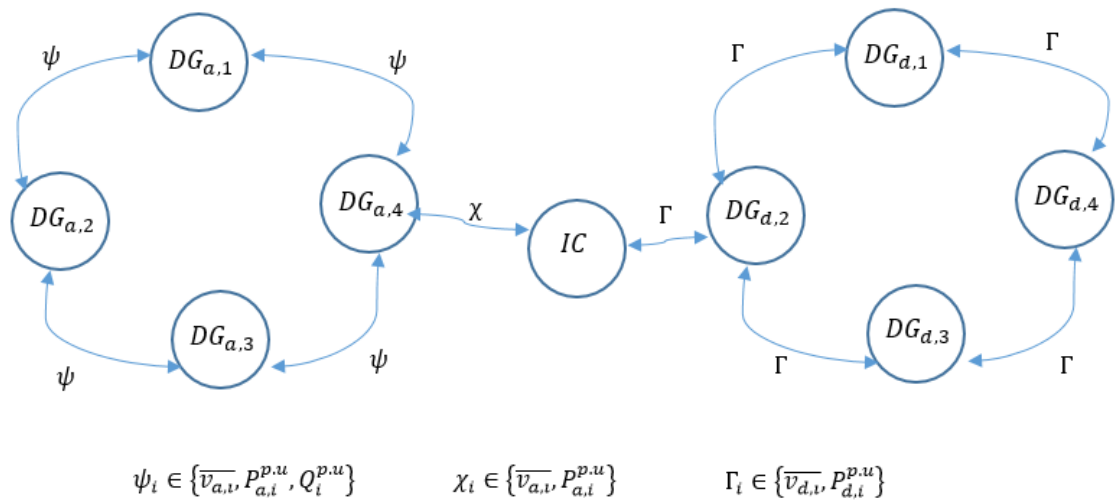 ψ DG_{a,1} ψ Γ DG_{d,1} Γ
DG_{a,2} DG_{a,4} χ IC Γ DG_{d,2} DG_{d,4}
ψ DG_{a,3} ψ Γ DG_{d,3} Γ
ψ_i ∈ {\overline{v_{a,ι}}, P_{a,i}^{p.u}, Q_i^{p.u}} χ_i ∈ {\overline{v_{a,ι}}, P_{a,i}^{p.u}} Γ_i ∈ {\overline{v_{d,ι}}, P_{d,i}^{p.u}}